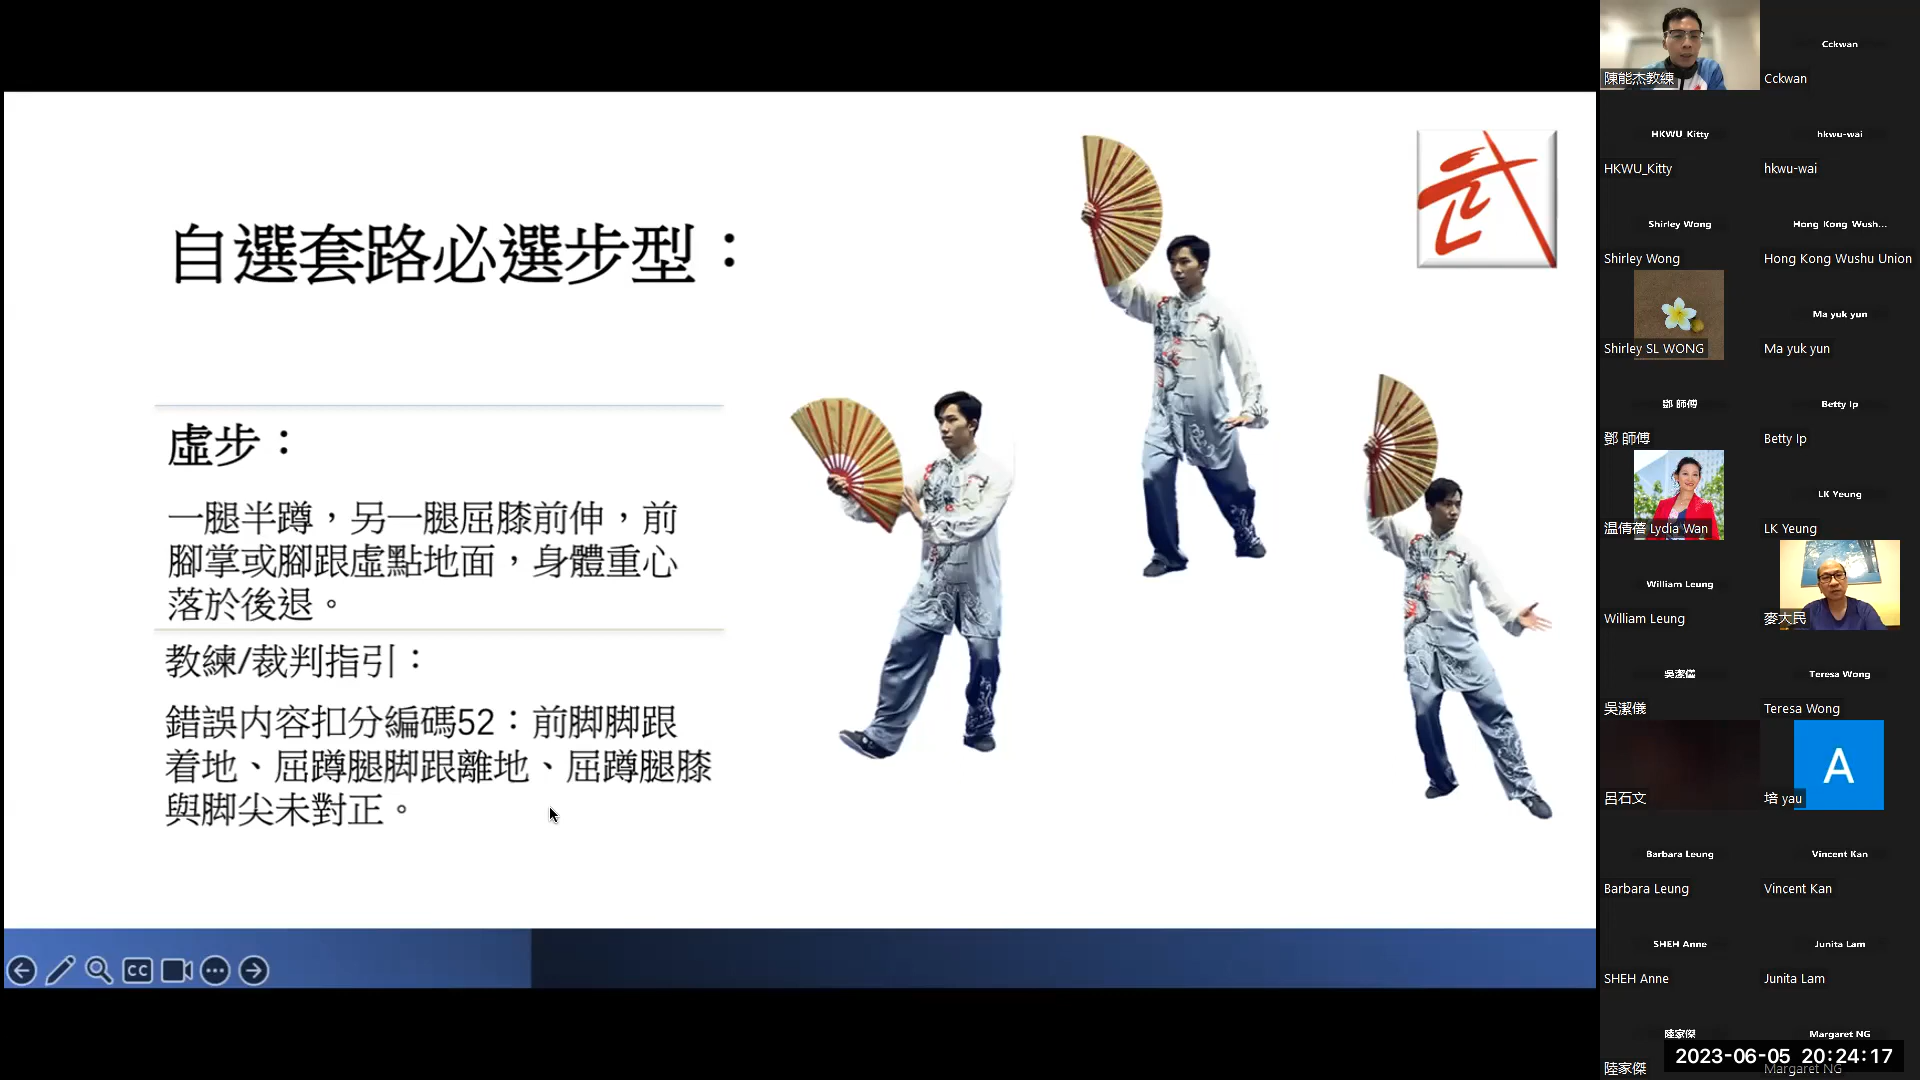 自選套路必選步型：
虛步：
一腿半蹲，另一腿屈膝前伸，前
腳掌或腳跟虛點地面，身體重心
落於後退。
教練/裁判指引：
錯誤内容扣分編碼52：前脚脚跟
着地、屈蹲腿脚跟離地、屈蹲腿膝
與脚尖未對正。
CC
陳能杰教練
Cckwan
Cckwan
HKWU_Kitty
HKWU_Kitty
hkwu-wai
hkwu-wai
Shirley Wong
Shirley Wong
Hong Kong Wush...
Hong Kong Wushu Union
Shirley SL WONG
Ma yuk yun
Ma yuk yun
鄧 師傅
鄧 師傅
Betty Ip
Betty Ip
温倩蓓 Lydia Wan
LK Yeung
LK Yeung
William Leung
William Leung
麥大民
吳潔儀
吳潔儀
Teresa Wong
Teresa Wong
呂石文
A
培 yau
Barbara Leung
Barbara Leung
Vincent Kan
Vincent Kan
SHEH Anne
SHEH Anne
Junita Lam
Junita Lam
陸家傑
陸家傑
Margaret NG
Margaret NG
2023-06-05 20:24:17